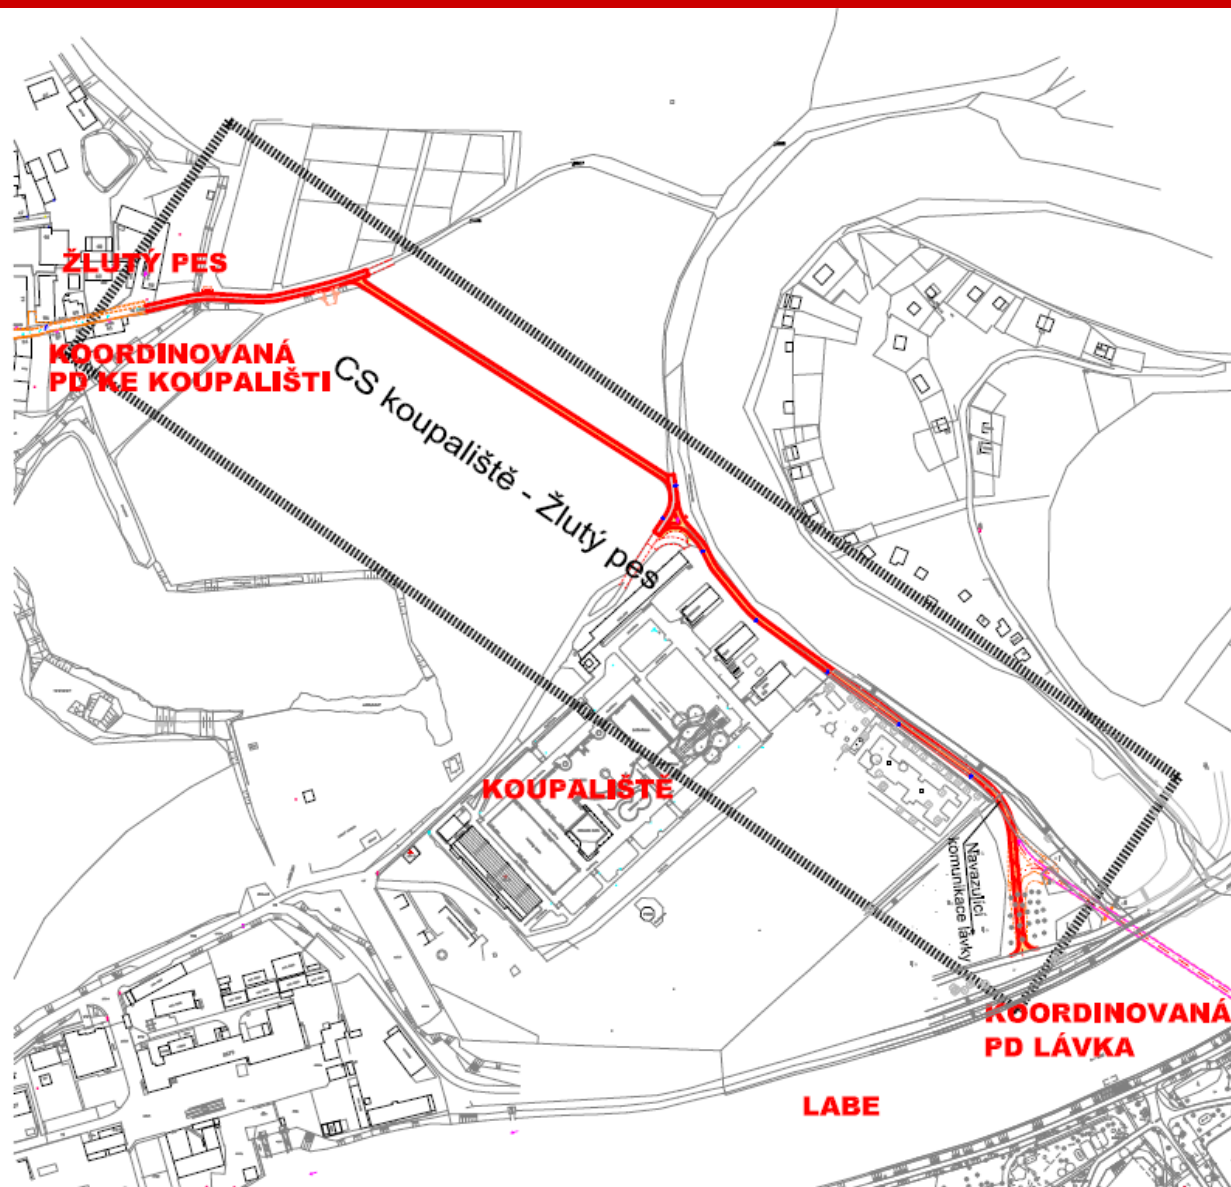 ŽLUTÝ PES
KOORDINOVANÁ
PD KE KOUPALIŠTI
CS koupaliště - Žlutý pes
KOUPALIŠTĚ
Navazující
komunikace lávky
KOORDINOVANÁ
PD LÁVKA
LABE